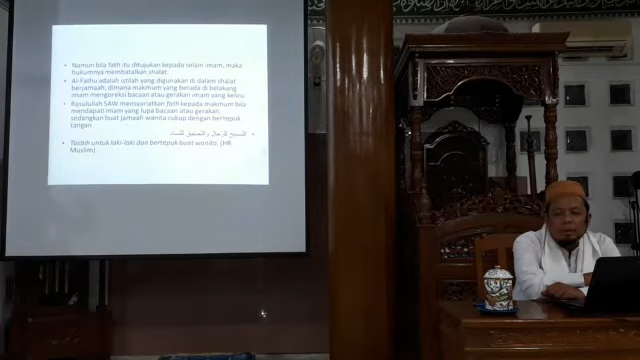 • Namun bila fath itu ditujukan kepada selain imam, maka
hukumnya membatalkan shalat.
• Al-Fathu adalah istilah yang digunakan di dalam shalat
berjamaah, dimana makmum yang berada di belakang
imam mengoreksi bacaan atau gerakan imam yang keliru.
• Rasulullah SAW mensyariatkan fath kepada makmum bila
mendapati imam yang lupa bacaan atau gerakan,
sedangkan buat jamaah wanita cukup dengan bertepuk
tangan
• التسبيح للرجال والتصفيق للنساء
• Tasbih untuk laki-laki dan bertepuk buat wanita. (HR
Muslim)